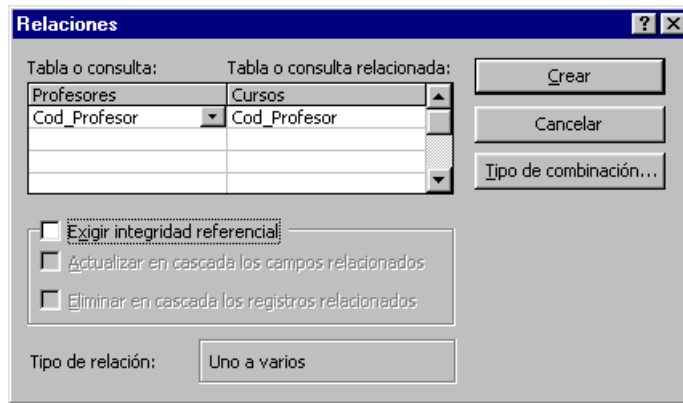 Relaciones
Tabla o consulta: Tabla o consulta relacionada:
Profesores Cursos
Cod_Profesor Cod_Profesor
Crear
Cancelar
Tipo de combinación...
Exigir integridad referencial
Actualizar en cascada los campos relacionados
Eliminar en cascada los registros relacionados
Tipo de relación: Uno a varios